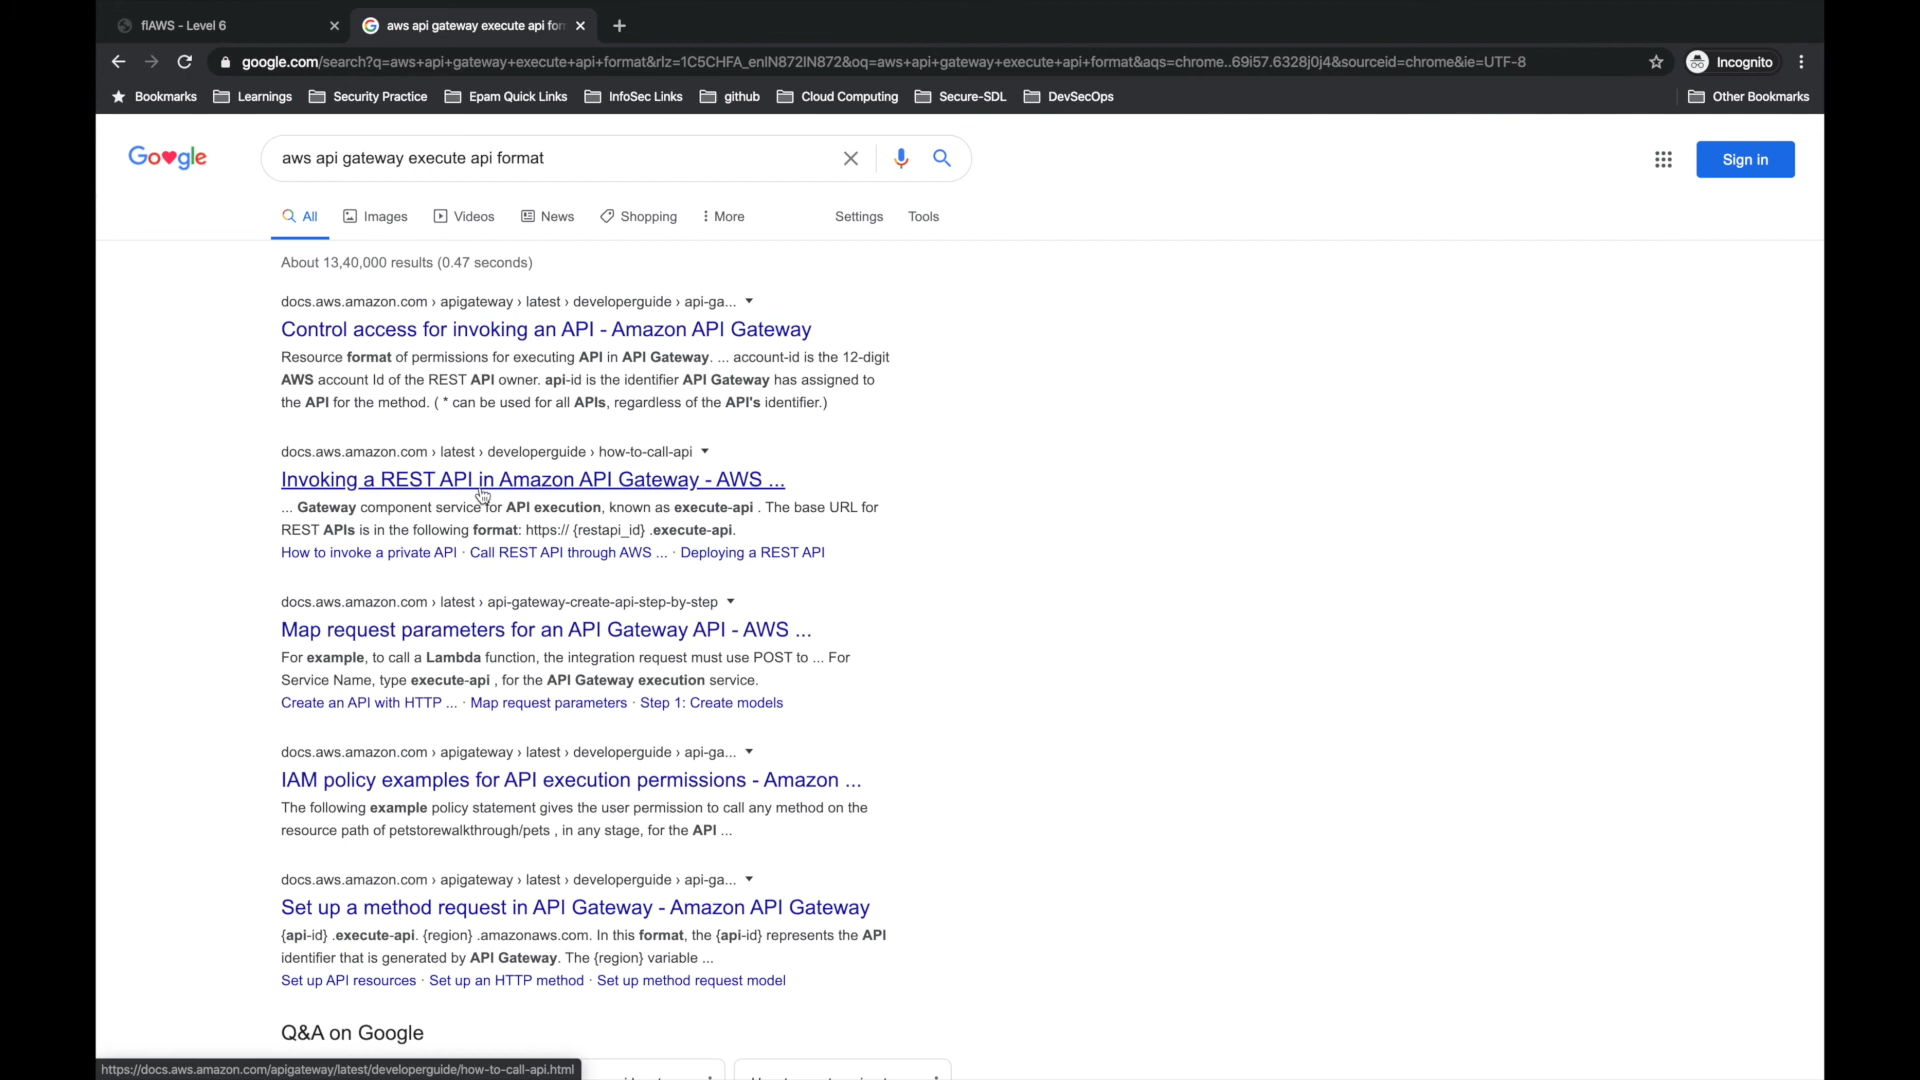 flAWS - Level 6
aws api gateway execute api for
google.com/search?q=aws+api+gateway+execute+api+format&rlz=1C5CHFA_enIN872IN872&oq=aws+api+gateway+execute+api+format&aqs=chrome..69i57.6328j0j4&sourceid=chrome&ie=UTF-8
Incognito
Bookmarks Learnings Security Practice Epam Quick Links InfoSec Links github Cloud Computing Secure-SDL DevSecOps Other Bookmarks
Google
aws api gateway execute api format
Sign in
All Images Videos News Shopping More Settings Tools
About 13,40,000 results (0.47 seconds)
docs.aws.amazon.com › apigateway › latest › developerguide › api-ga...
Control access for invoking an API - Amazon API Gateway
Resource format of permissions for executing API in API Gateway. ... account-id is the 12-digit
AWS account Id of the REST API owner. api-id is the identifier API Gateway has assigned to
the API for the method. ( * can be used for all APIs, regardless of the API's identifier.)
docs.aws.amazon.com › latest › developerguide › how-to-call-api
Invoking a REST API in Amazon API Gateway - AWS ...
... Gateway component service for API execution, known as execute-api . The base URL for
REST APIs is in the following format: https:// {restapi_id} .execute-api.
How to invoke a private API · Call REST API through AWS ... · Deploying a REST API
docs.aws.amazon.com › latest › api-gateway-create-api-step-by-step
Map request parameters for an API Gateway API - AWS ...
For example, to call a Lambda function, the integration request must use POST to ... For
Service Name, type execute-api , for the API Gateway execution service.
Create an API with HTTP ... · Map request parameters · Step 1: Create models
docs.aws.amazon.com › apigateway › latest › developerguide › api-ga...
IAM policy examples for API execution permissions - Amazon ...
The following example policy statement gives the user permission to call any method on the
resource path of petstorewalkthrough/pets , in any stage, for the API ...
docs.aws.amazon.com › apigateway › latest › developerguide › api-ga...
Set up a method request in API Gateway - Amazon API Gateway
{api-id} .execute-api. {region} .amazonaws.com. In this format, the {api-id} represents the API
identifier that is generated by API Gateway. The {region} variable ...
Set up API resources · Set up an HTTP method · Set up method request model
Q&A on Google
https://docs.aws.amazon.com/apigateway/latest/developerguide/how-to-call-api.html